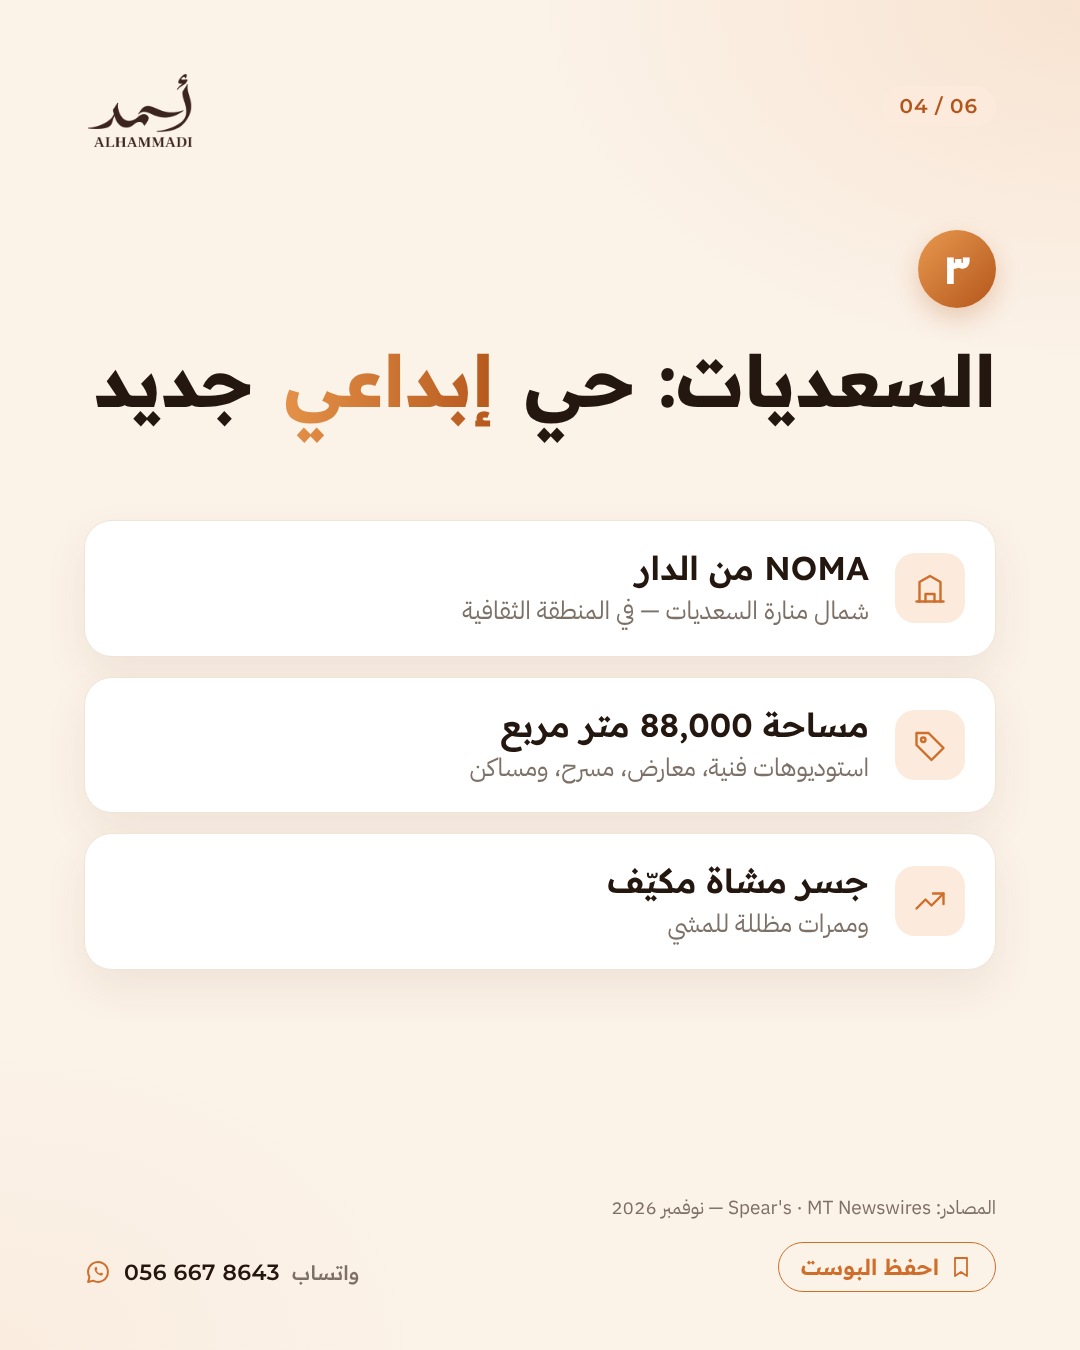 04 / 06
أحمد
ALHAMMADI
٣
السعديات: حي إبداعي جديد
NOMA من الدار
شمال منارة السعديات — في المنطقة الثقافية
مساحة 88,000 متر مربع
استوديوهات فنية، معارض، مسرح، ومساكن
جسر مشاة مكيّف
وممرات مظللة للمشي
المصادر: Spear's · MT Newswires — نوفمبر 2026
احفظ البوست
واتساب 056 667 8643